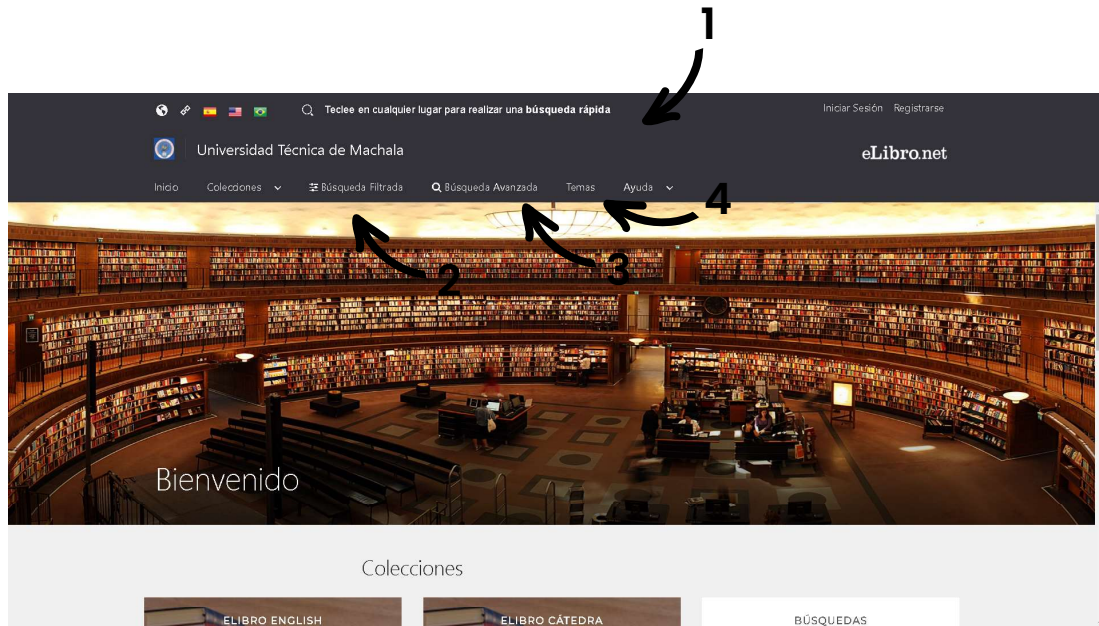 1
Teclee en cualquier lugar para realizar una búsqueda rápida
Iniciar Sesión Registrarse
Universidad Técnica de Machala
eLibro.net
Inicio Colecciones Búsqueda Filtrada Búsqueda Avanzada Temas Ayuda
4
2
3
Bienvenido
Colecciones
ELIBRO ENGLISH
ELIBRO CÁTEDRA
BÚSQUEDAS